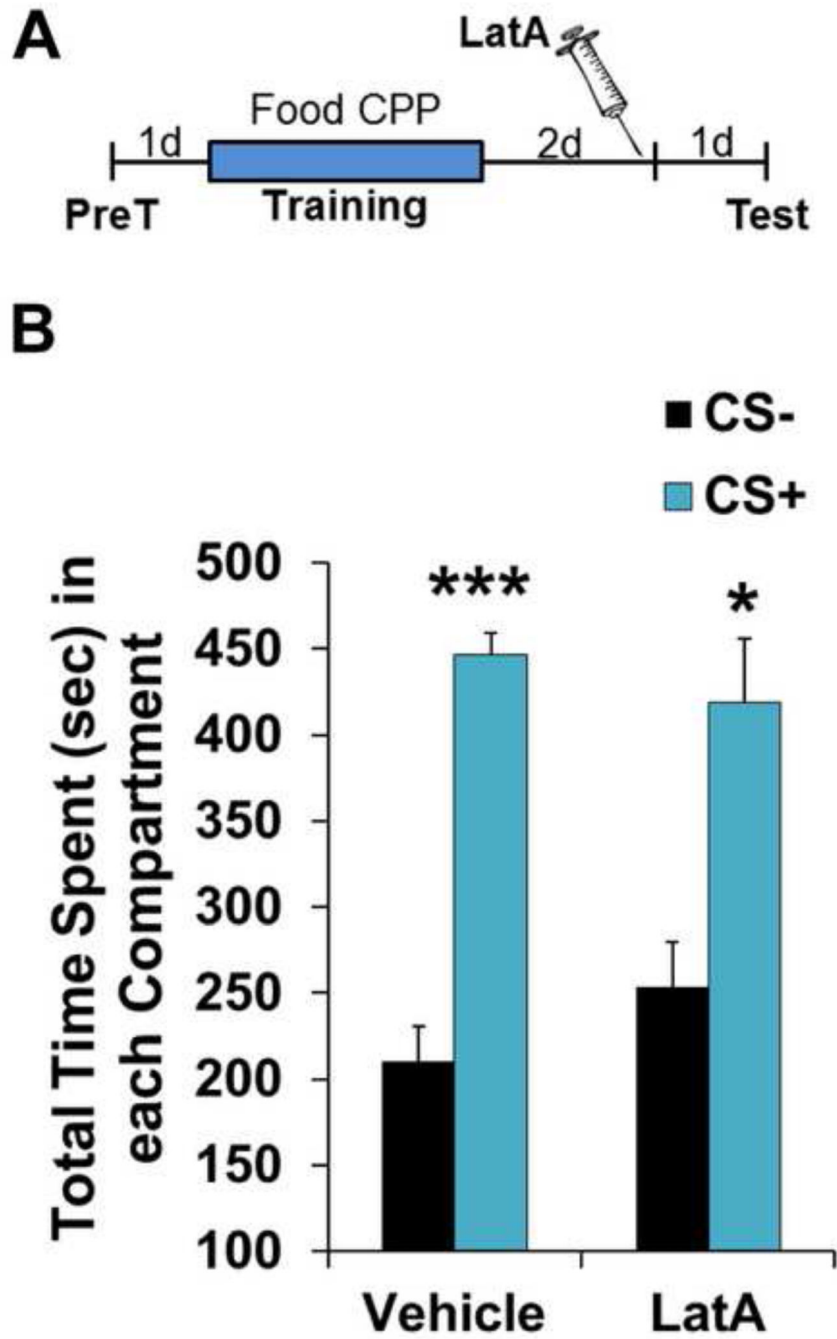 A
LatA
Food CPP
1d
2d
1d
PreT
Training
Test
B
CS-
CS+
Total Time Spent (sec) in
each Compartment
500
450
400
350
300
250
200
150
100
***
*
Vehicle
LatA